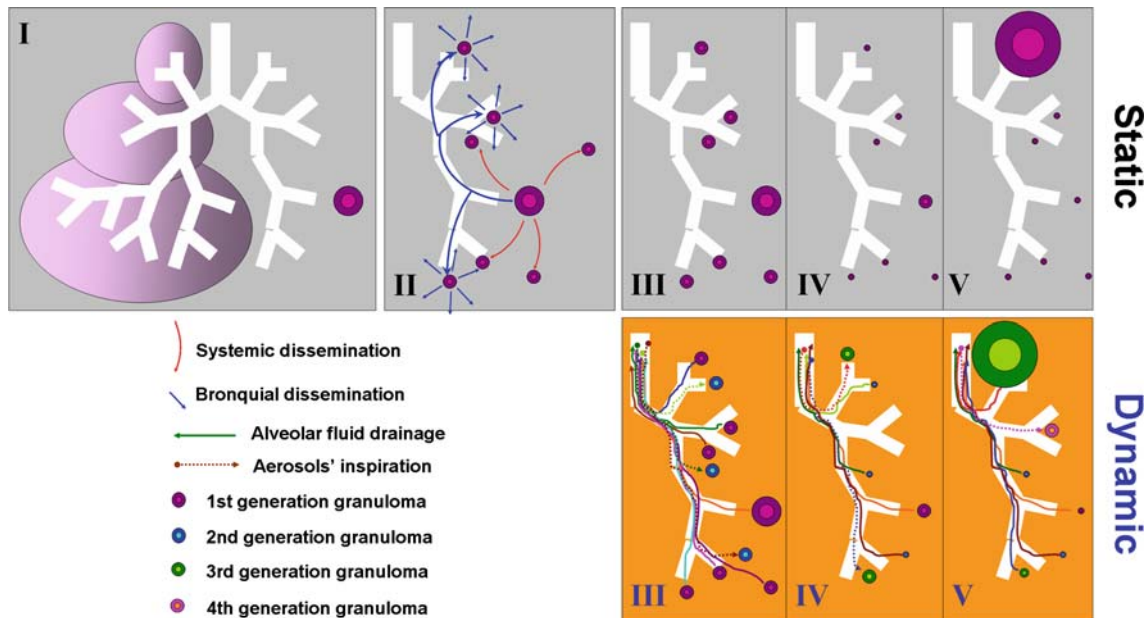 I
II
III
IV
V
Static
Systemic dissemination
Bronquial dissemination
Alveolar fluid drainage
Aerosols' inspiration
1st generation granuloma
2nd generation granuloma
3rd generation granuloma
4th generation granuloma
III
IV
V
Dynamic